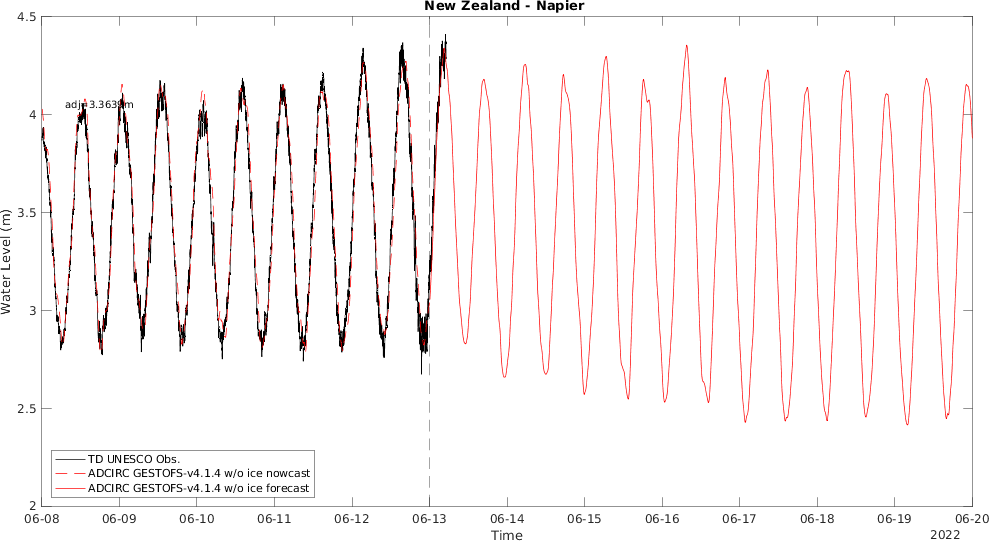 New Zealand - Napier
4.5
4
3.5
3
2.5
2
Water Level (m)
adj=3.3639m
TD UNESCO Obs.
ADCIRC GESTOFS-v4.1.4 w/o ice nowcast
ADCIRC GESTOFS-v4.1.4 w/o ice forecast
06-08 06-09 06-10 06-11 06-12 06-13 06-14 06-15 06-16 06-17 06-18 06-19 06-20
Time
2022